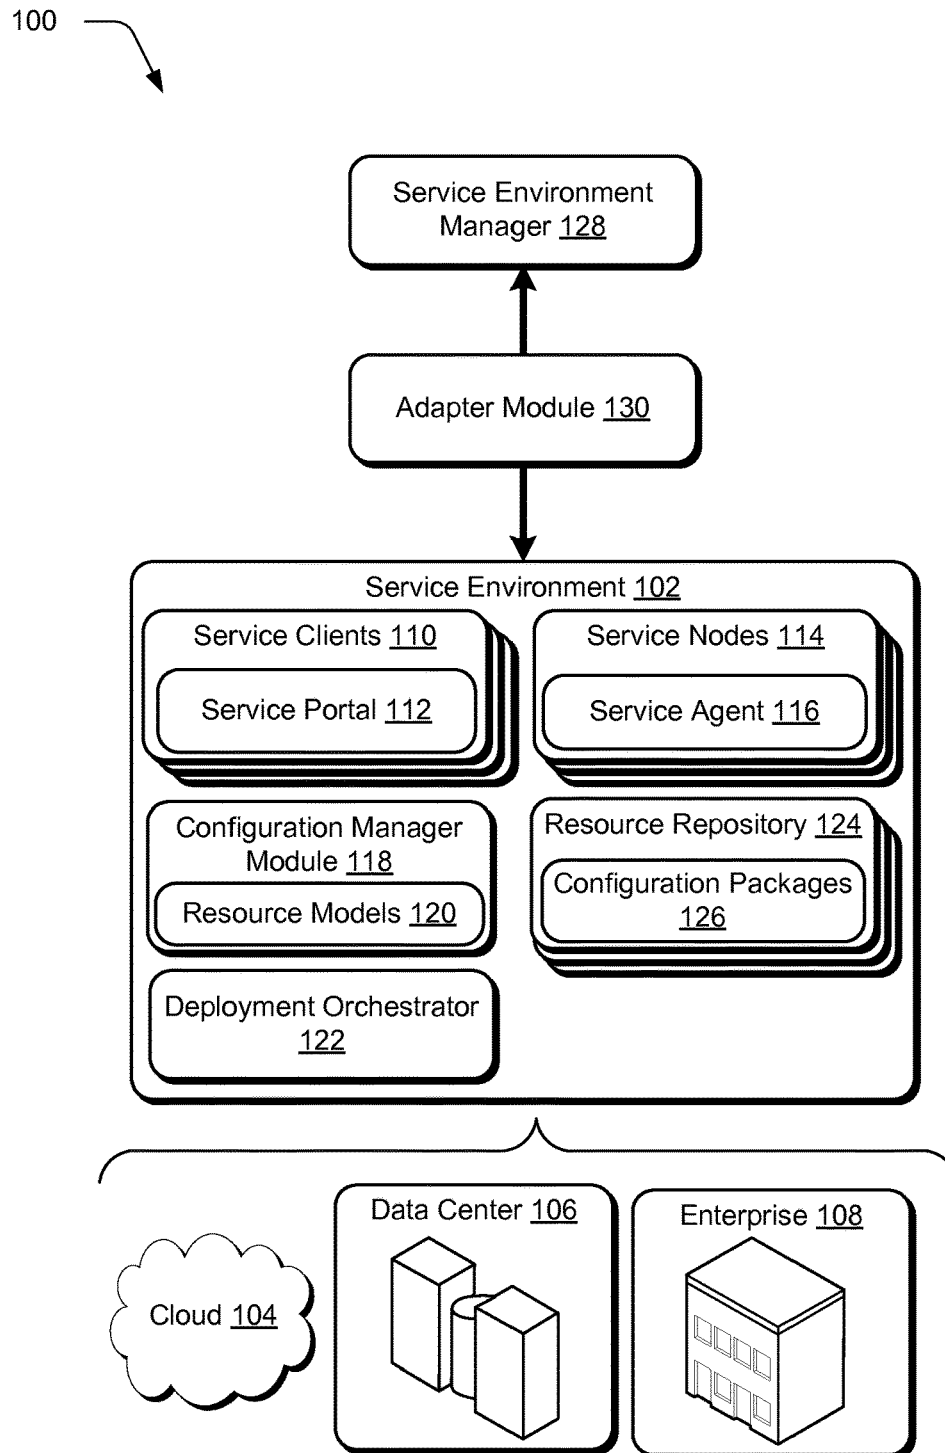 100
Service Environment
Manager 128
Adapter Module 130
Service Environment 102
Service Clients 110
Service Portal 112
Service Nodes 114
Service Agent 116
Configuration Manager
Module 118
Resource Models 120
Resource Repository 124
Configuration Packages
126
Deployment Orchestrator
122
Cloud 104
Data Center 106
Enterprise 108